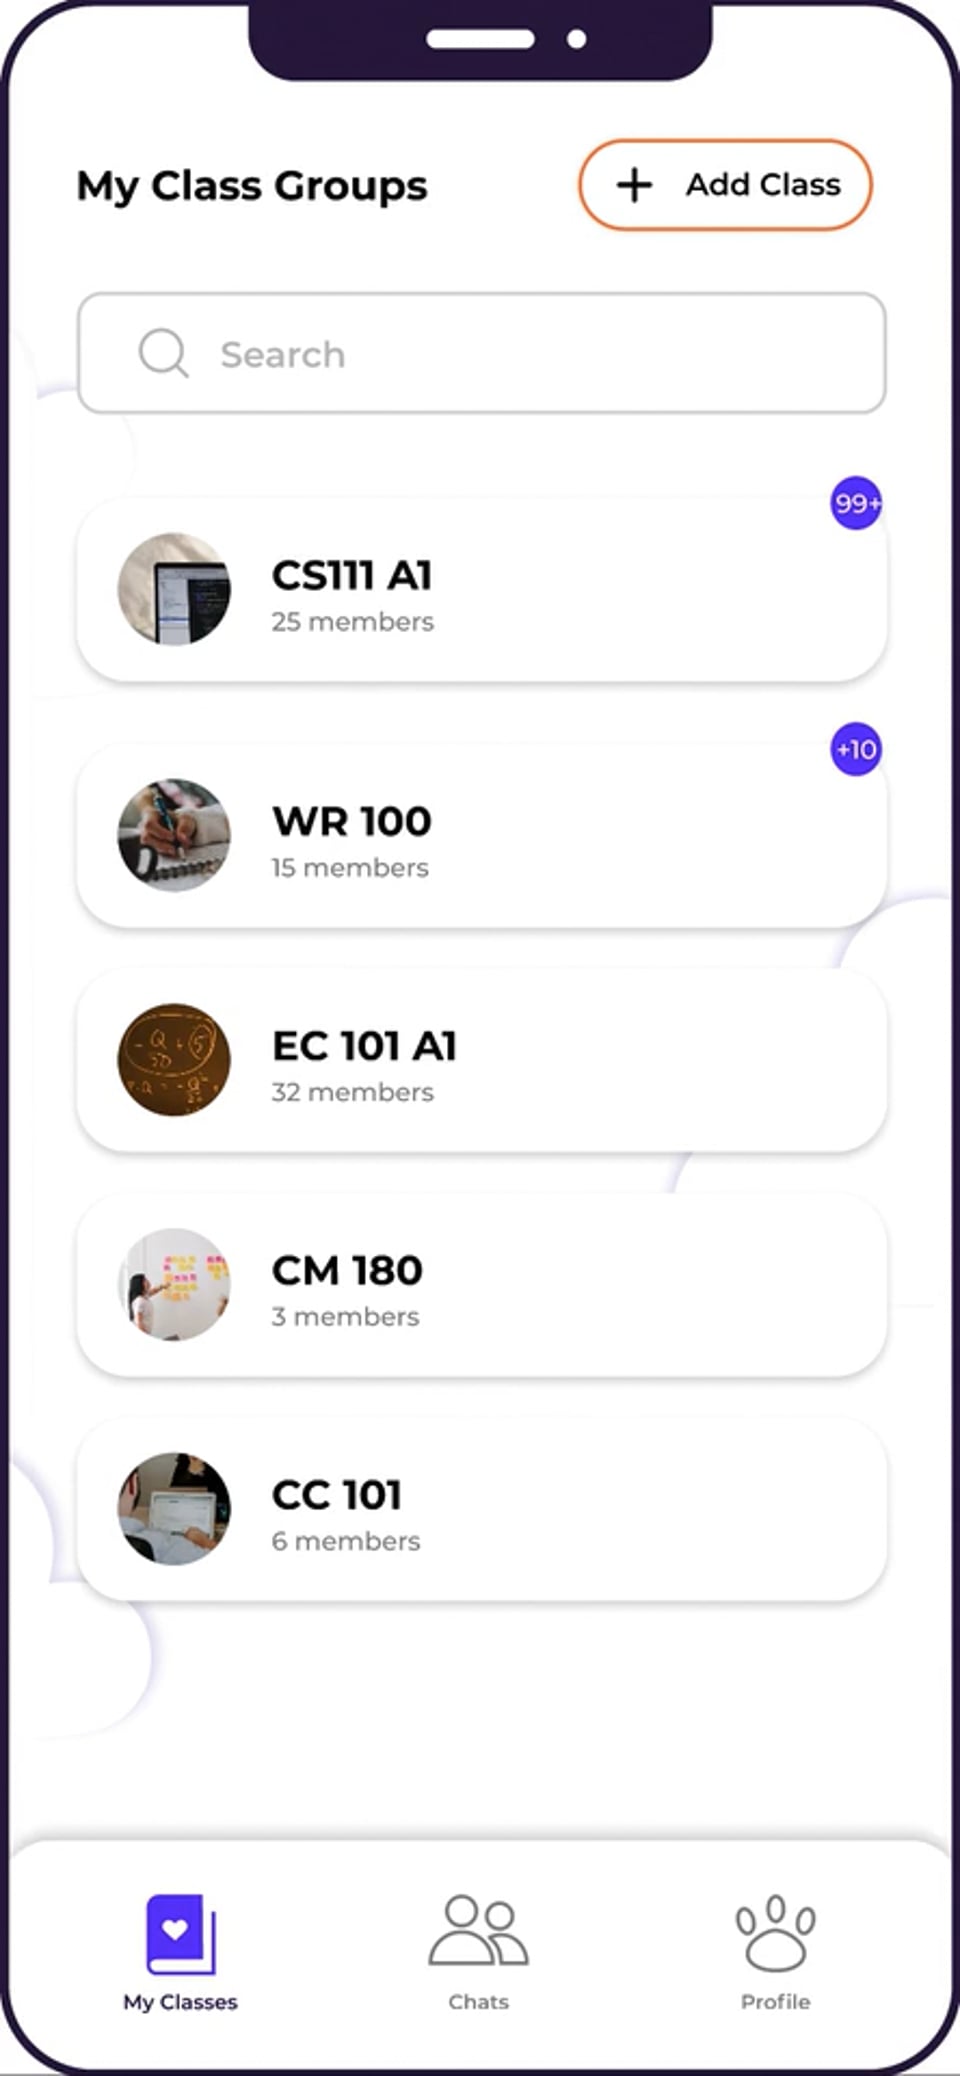 My Class Groups
+ Add Class
Search
99+
CS111 A1
25 members
+10
WR 100
15 members
EC 101 A1
32 members
CM 180
3 members
CC 101
6 members
My Classes
Chats
Profile